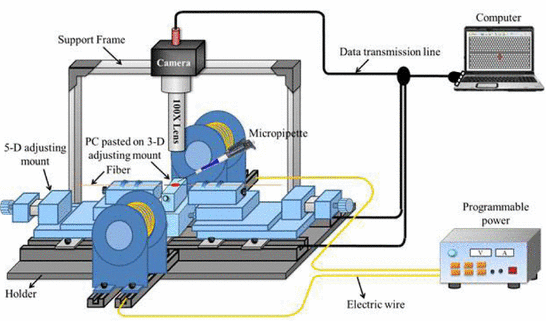 Computer
Support Frame
Camera
Data transmission line
100X Lens
PC pasted on 3-D
adjusting mount
Micropipette
5-D adjusting
mount
Fiber
Programmable
power
V
A
Holder
Electric wire